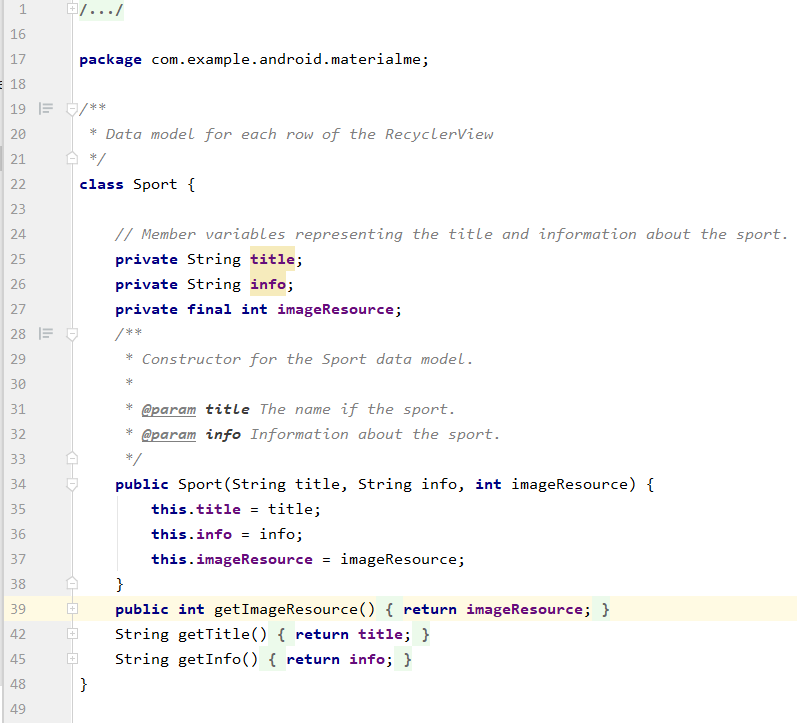 1 /.../
16
17 package com.example.android.materialme;
18
19 /**
20 * Data model for each row of the RecyclerView
21 */
22 class Sport {
23
24 // Member variables representing the title and information about the sport.
25 private String title;
26 private String info;
27 private final int imageResource;
28 /**
29 * Constructor for the Sport data model.
30 *
31 * @param title The name if the sport.
32 * @param info Information about the sport.
33 */
34 public Sport(String title, String info, int imageResource) {
35 this.title = title;
36 this.info = info;
37 this.imageResource = imageResource;
38 }
39 public int getImageResource() { return imageResource; }
42 String getTitle() { return title; }
45 String getInfo() { return info; }
48 }
49